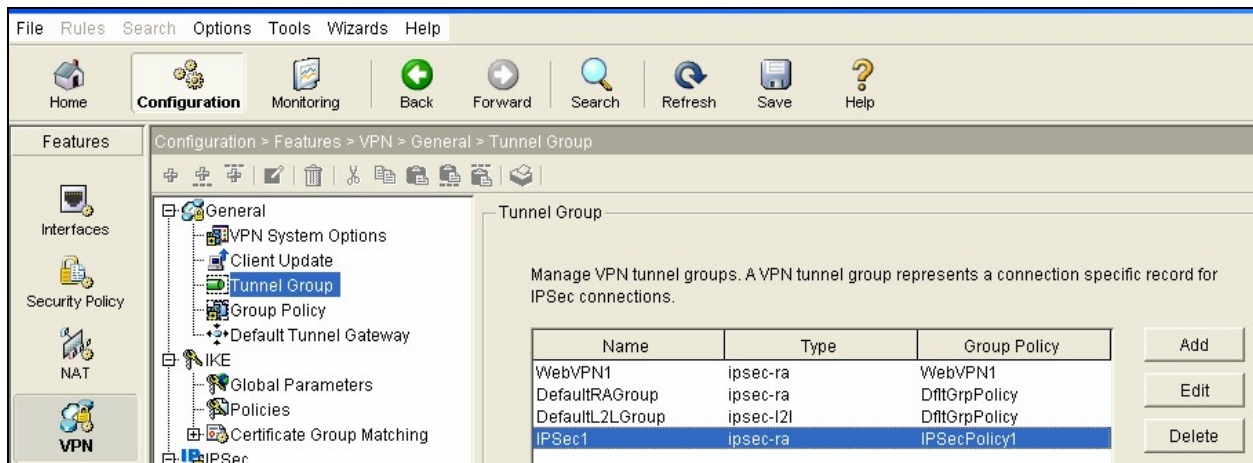 File Rules Search Options Tools Wizards Help
Home Configuration Monitoring Back Forward Search Refresh Save Help
Features
Configuration > Features > VPN > General > Tunnel Group
Interfaces
Security Policy
NAT
VPN
General
VPN System Options
Client Update
Tunnel Group
Group Policy
Default Tunnel Gateway
IKE
Global Parameters
Policies
Certificate Group Matching
IPSec
Tunnel Group
Manage VPN tunnel groups. A VPN tunnel group represents a connection specific record for
IPSec connections.
Name Type Group Policy
WebVPN1 ipsec-ra WebVPN1
DefaultRAGroup ipsec-ra DfltGrpPolicy
DefaultL2LGroup ipsec-l2l DfltGrpPolicy
IPSec1 ipsec-ra IPSecPolicy1
Add
Edit
Delete